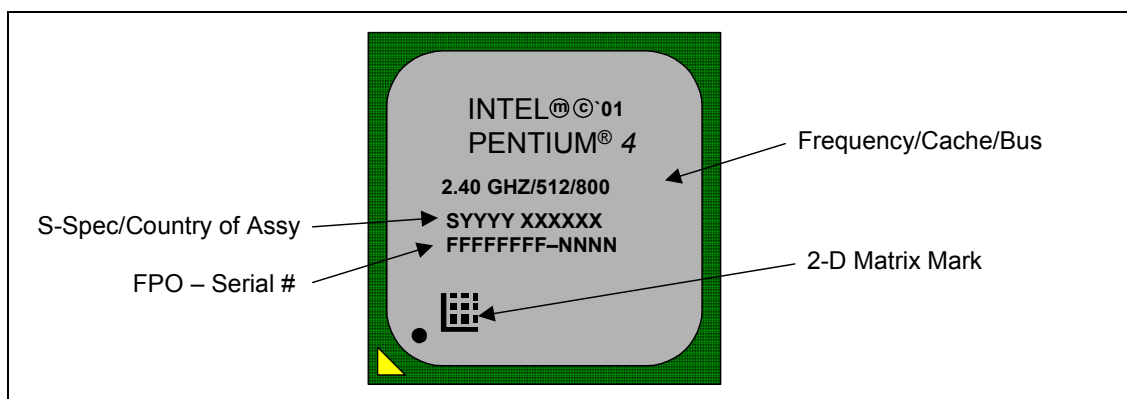 INTELⓜⓒ`01
PENTIUM® 4
2.40 GHZ/512/800
SYYYY XXXXXX
FFFFFFFF–NNNN
Frequency/Cache/Bus
S-Spec/Country of Assy
FPO – Serial #
2-D Matrix Mark